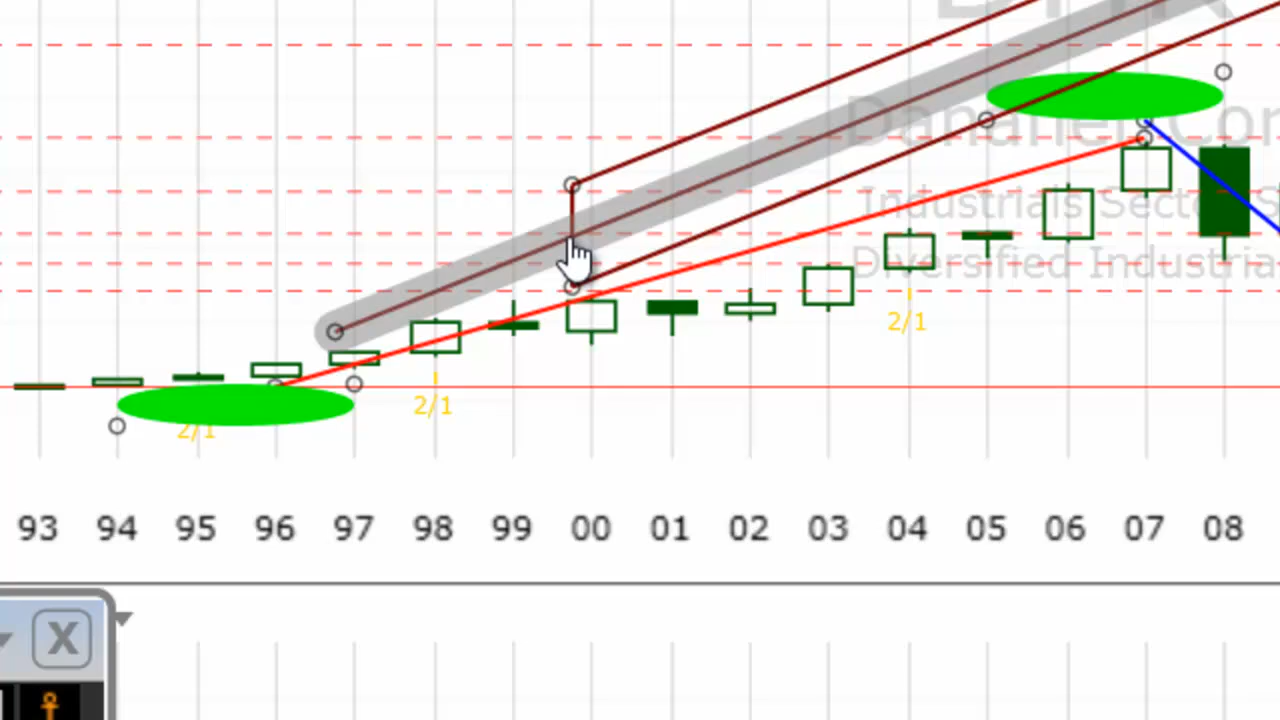 Danaher Cor
Industrials Sector S
Diversified Industria
2/1
2/1
2/1
93 94 95 96 97 98 99 00 01 02 03 04 05 06 07 08
X